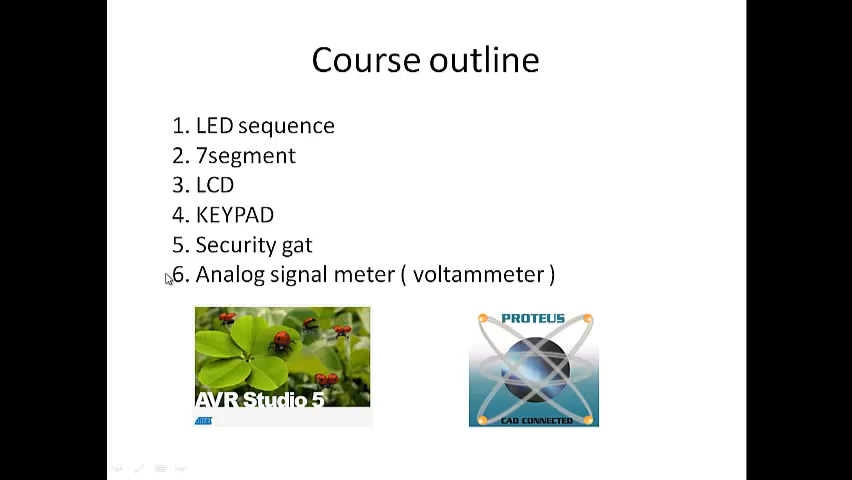 Course outline
1. LED sequence
2. 7segment
3. LCD
4. KEYPAD
5. Security gat
6. Analog signal meter ( voltammeter )
AVR Studio 5
PROTEUS
CAD CONNECTED